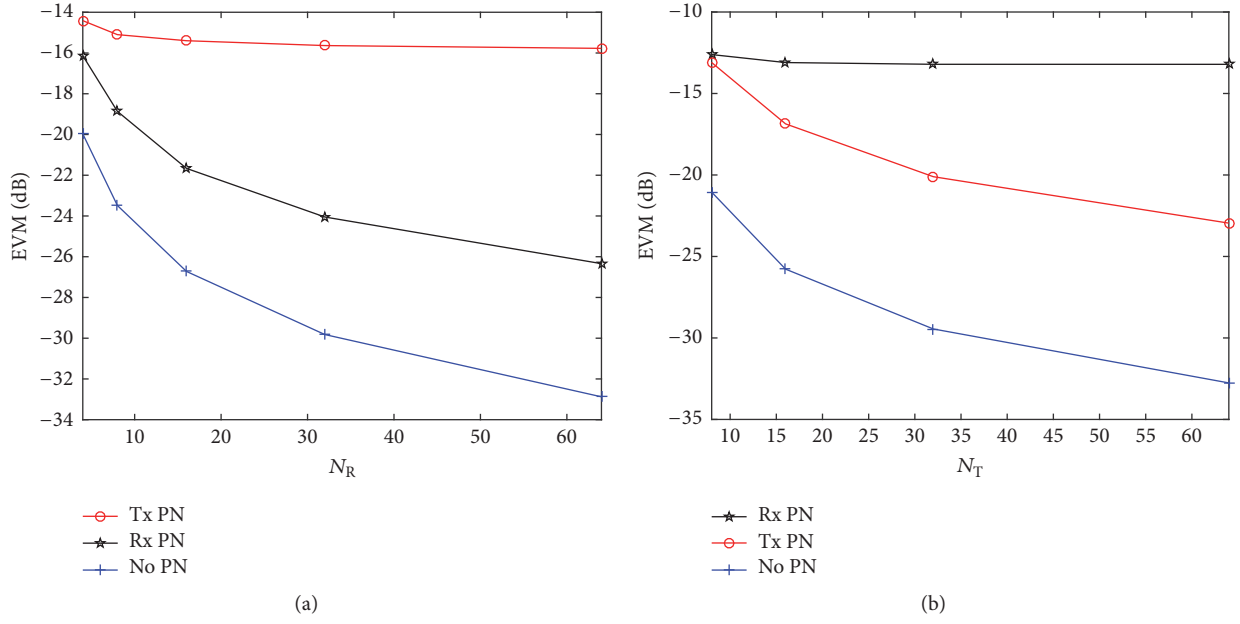 −14
−16
−18
−20
−22
−24
−26
−28
−30
−32
−34
EVM (dB)
10 20 30 40 50 60
N_R
Tx PN
Rx PN
No PN
(a)
−10
−15
−20
−25
−30
−35
EVM (dB)
10 15 20 25 30 35 40 45 50 55 60
N_T
Rx PN
Tx PN
No PN
(b)